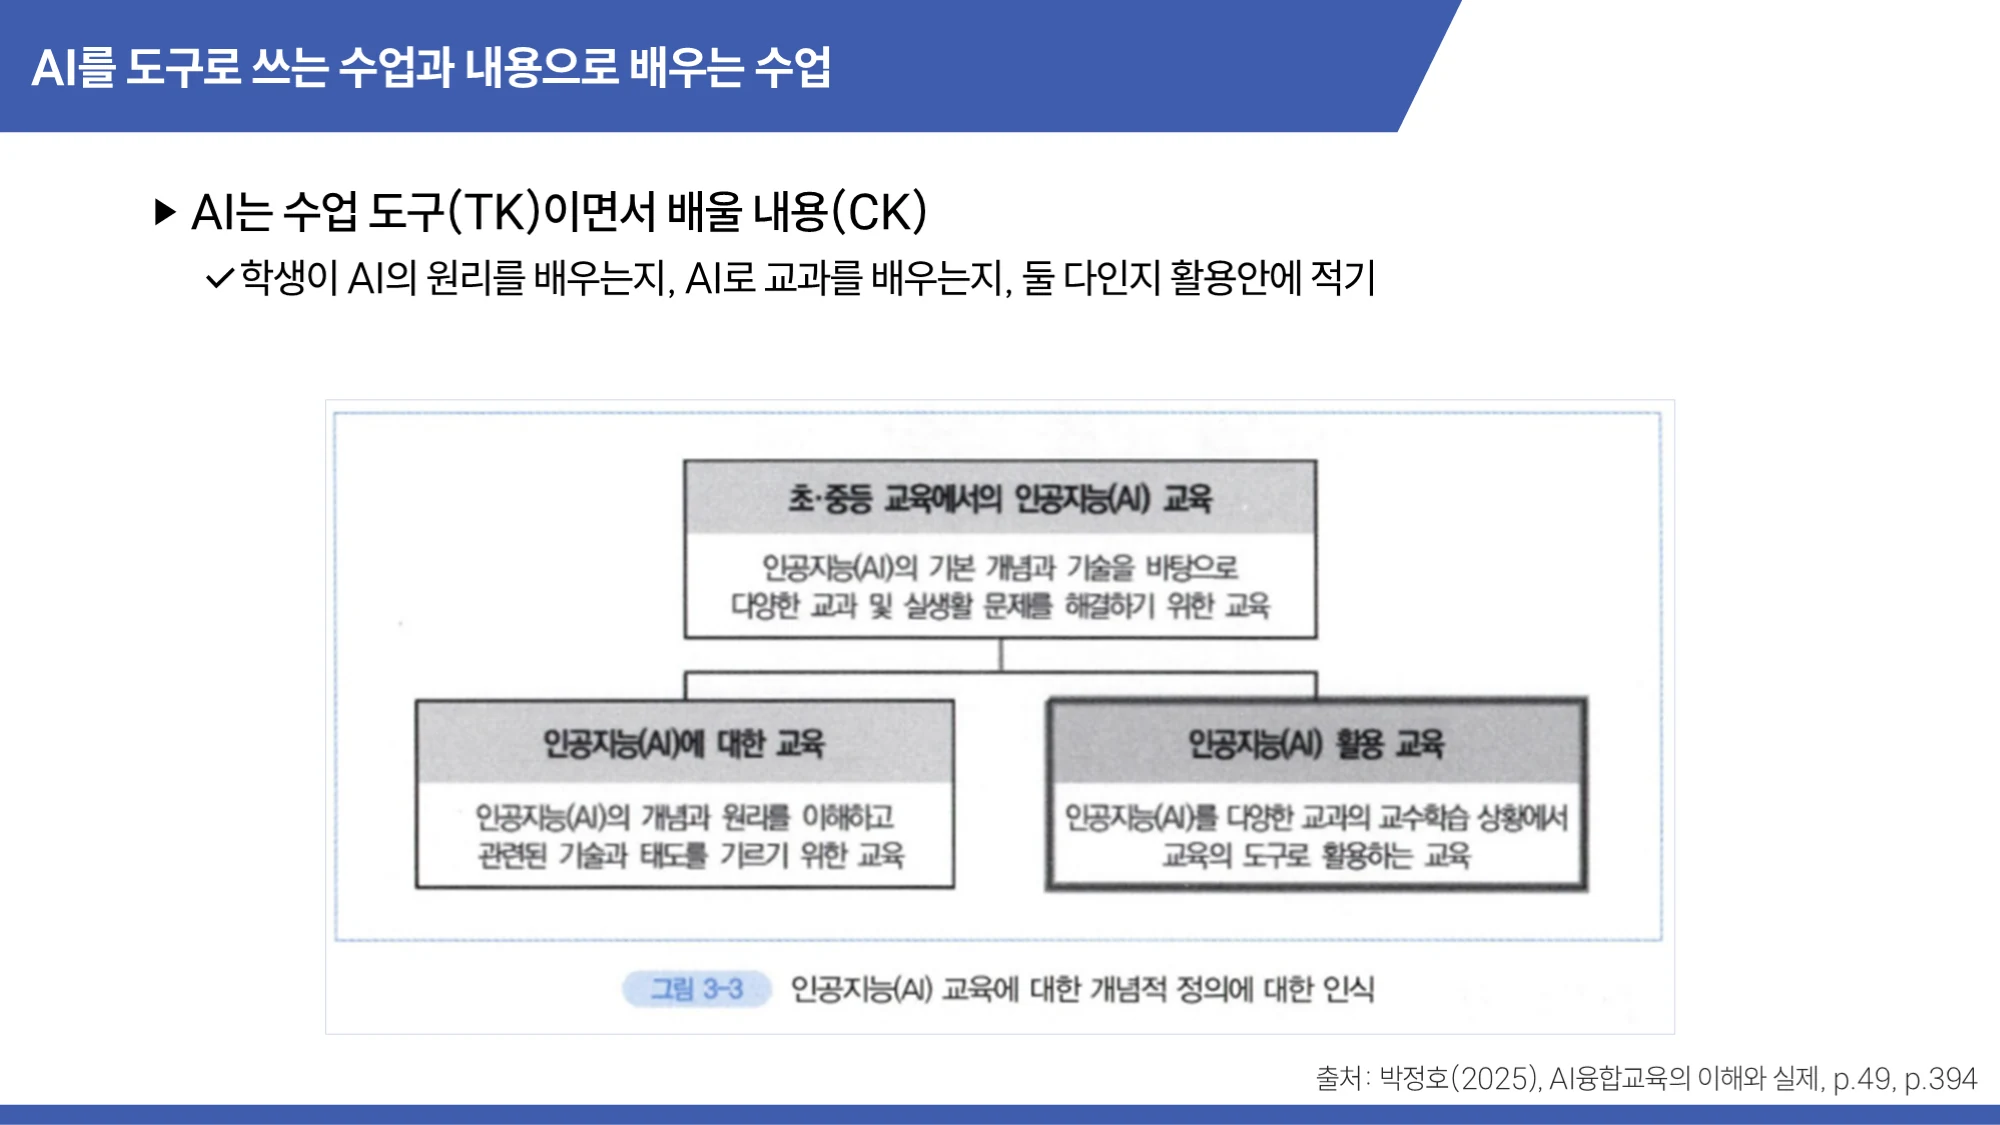 AI를 도구로 쓰는 수업과 내용으로 배우는 수업
▶ AI는 수업 도구(TK)이면서 배울 내용(CK)
✓학생이 AI의 원리를 배우는지, AI로 교과를 배우는지, 둘 다인지 활용안에 적기
초·중등 교육에서의 인공지능(AI) 교육
인공지능(AI)의 기본 개념과 기술을 바탕으로
다양한 교과 및 실생활 문제를 해결하기 위한 교육
인공지능(AI)에 대한 교육
인공지능(AI)의 개념과 원리를 이해하고
관련된 기술과 태도를 기르기 위한 교육
인공지능(AI) 활용 교육
인공지능(AI)를 다양한 교과의 교수학습 상황에서
교육의 도구로 활용하는 교육
그림 3-3 인공지능(AI) 교육에 대한 개념적 정의에 대한 인식
출처: 박정호(2025), AI융합교육의 이해와 실제, p.49, p.394